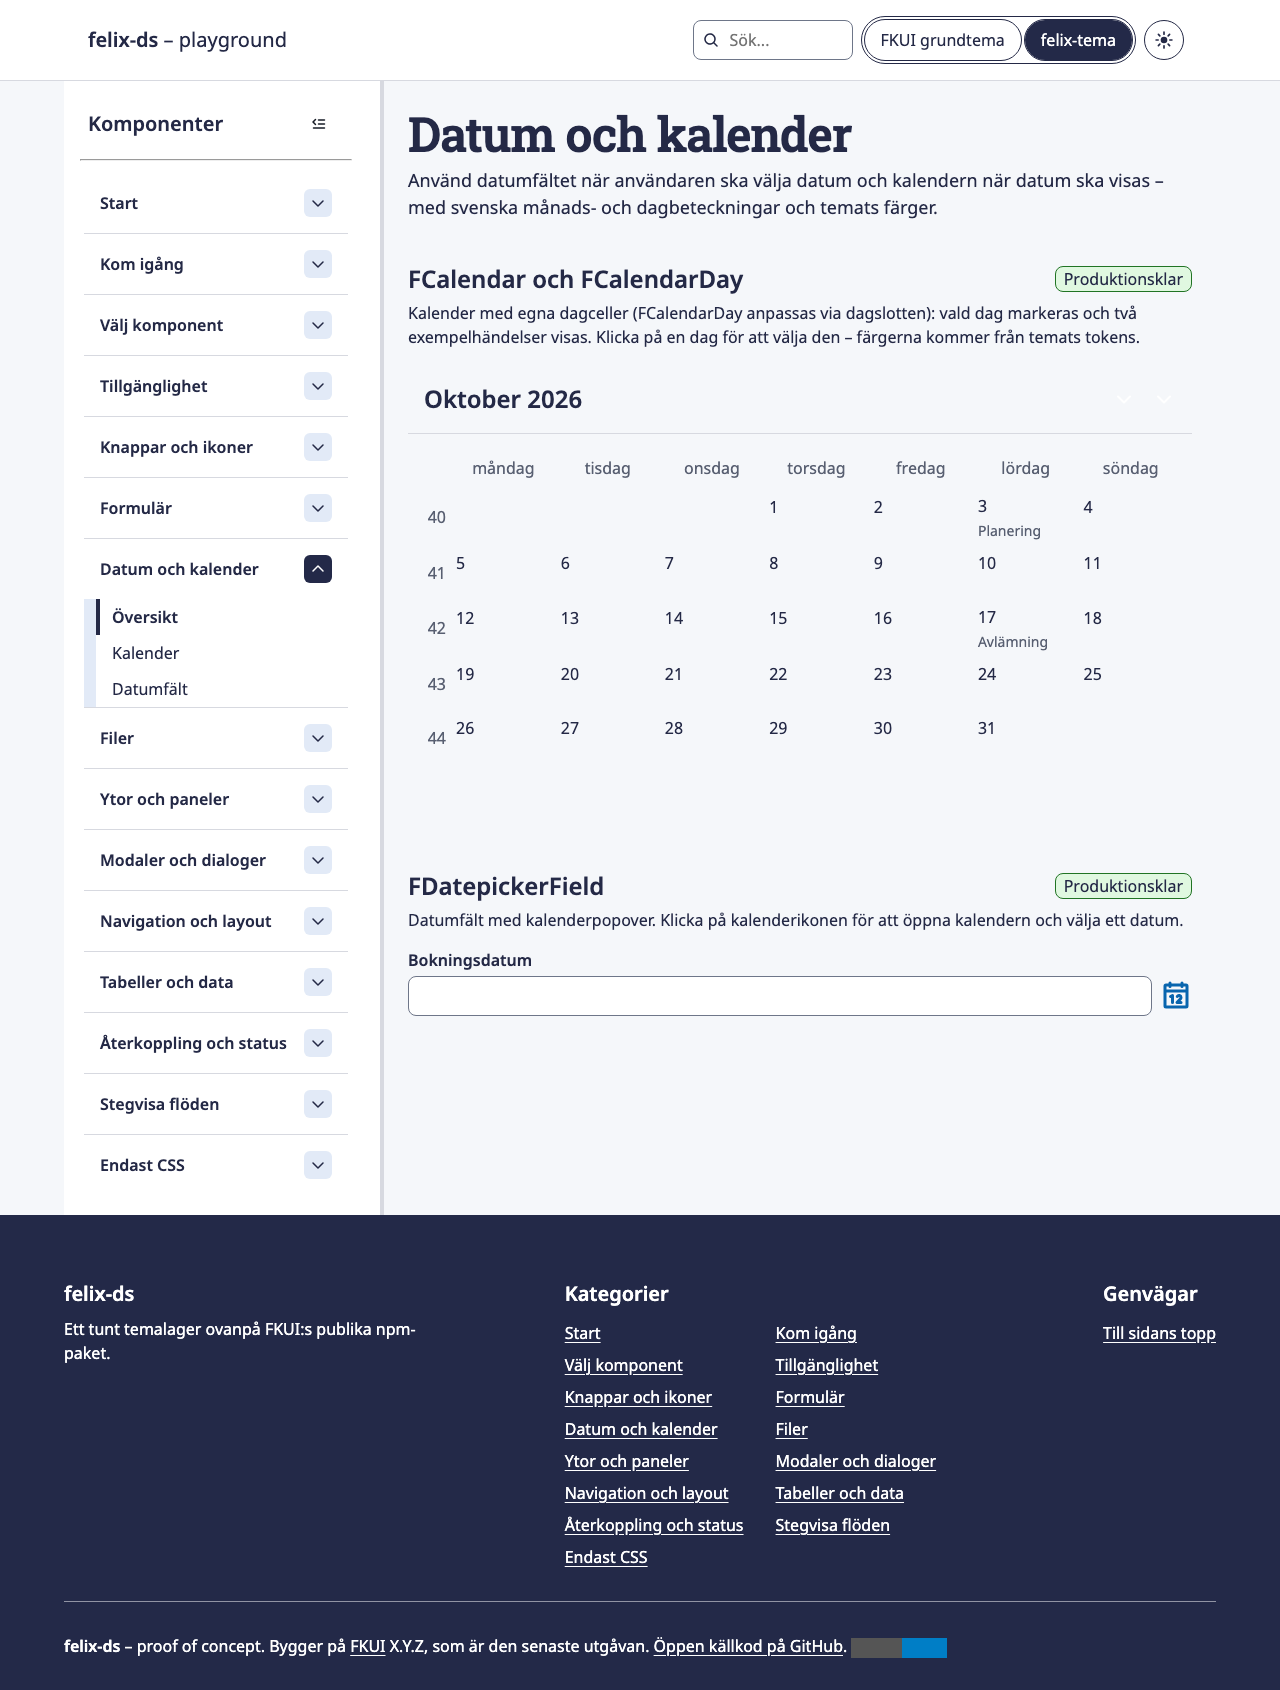 felix-ds – playground
Sök...
FKUI grundtema
felix-tema
Komponenter
Start
Kom igång
Välj komponent
Tillgänglighet
Knappar och ikoner
Formulär
Datum och kalender
Översikt
Kalender
Datumfält
Filer
Ytor och paneler
Modaler och dialoger
Navigation och layout
Tabeller och data
Återkoppling och status
Stegvisa flöden
Endast CSS
Datum och kalender
Använd datumfältet när användaren ska välja datum och kalendern när datum ska visas –
med svenska månads- och dagbeteckningar och temats färger.
FCalendar och FCalendarDay
Produktionsklar
Kalender med egna dagceller (FCalendarDay anpassas via dagslotten): vald dag markeras och två
exempelhändelser visas. Klicka på en dag för att välja den – färgerna kommer från temats tokens.
Oktober 2026
måndag tisdag onsdag torsdag fredag lördag söndag
40 1 2 3 4
Planering
41 5 6 7 8 9 10 11
42 12 13 14 15 16 17 18
Avlämning
43 19 20 21 22 23 24 25
44 26 27 28 29 30 31
FDatepickerField
Produktionsklar
Datumfält med kalenderpopover. Klicka på kalenderikonen för att öppna kalendern och välja ett datum.
Bokningsdatum
12
felix-ds
Ett tunt temalager ovanpå FKUI:s publika npm-
paket.
Kategorier
Start
Kom igång
Välj komponent
Tillgänglighet
Knappar och ikoner
Formulär
Datum och kalender
Filer
Ytor och paneler
Modaler och dialoger
Navigation och layout
Tabeller och data
Återkoppling och status
Stegvisa flöden
Endast CSS
Genvägar
Till sidans topp
felix-ds – proof of concept. Bygger på FKUI X.Y.Z, som är den senaste utgåvan. Öppen källkod på GitHub.